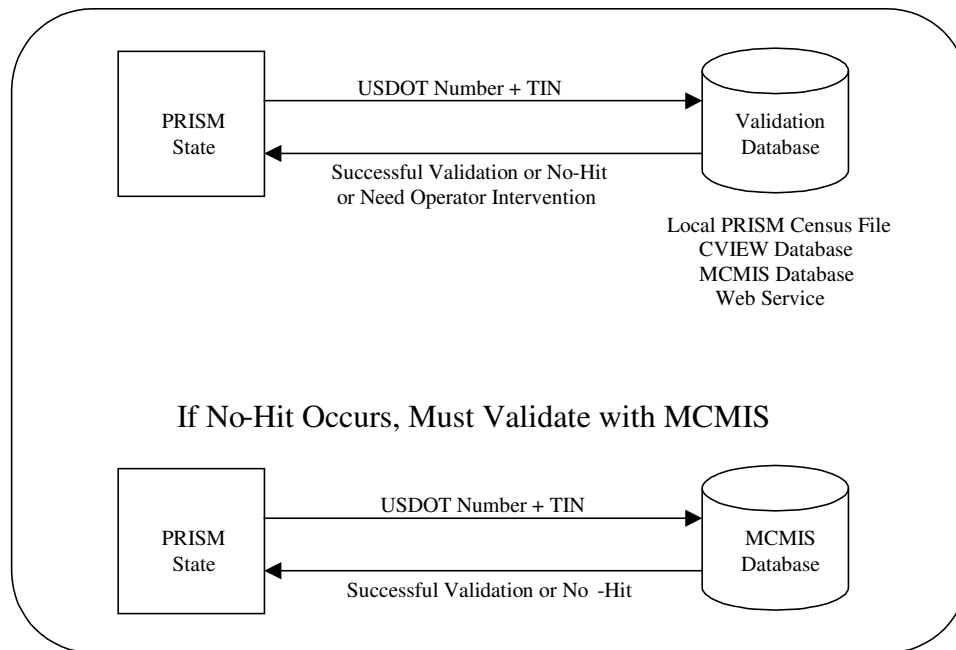 USDOT Number + TIN
PRISM
State
Validation
Database
Successful Validation or No-Hit
or Need Operator Intervention
Local PRISM Census File
CVIEW Database
MCMIS Database
Web Service
If No-Hit Occurs, Must Validate with MCMIS
USDOT Number + TIN
PRISM
State
MCMIS
Database
Successful Validation or No -Hit